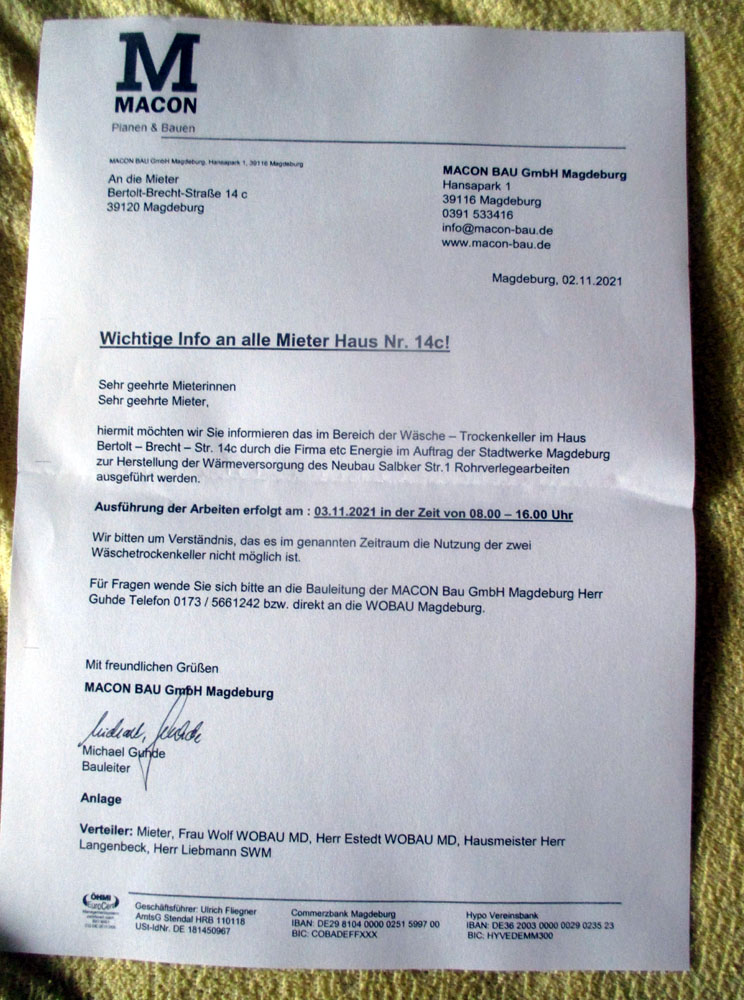 M
MACON
Planen & Bauen
MACON BAU GmbH Magdeburg, Hansapark 1, 39116 Magdeburg
An die Mieter
Bertolt-Brecht-Straße 14 c
39120 Magdeburg
MACON BAU GmbH Magdeburg
Hansapark 1
39116 Magdeburg
0391 533416
info@macon-bau.de
www.macon-bau.de
Magdeburg, 02.11.2021
Wichtige Info an alle Mieter Haus Nr. 14c!
Sehr geehrte Mieterinnen
Sehr geehrte Mieter,
hiermit möchten wir Sie informieren das im Bereich der Wäsche – Trockenkeller im Haus
Bertolt – Brecht – Str. 14c durch die Firma etc Energie im Auftrag der Stadtwerke Magdeburg
zur Herstellung der Wärmeversorgung des Neubau Salbker Str.1 Rohrverlegearbeiten
ausgeführt werden.
Ausführung der Arbeiten erfolgt am : 03.11.2021 in der Zeit von 08.00 – 16.00 Uhr
Wir bitten um Verständnis, das es im genannten Zeitraum die Nutzung der zwei
Wäschetrockenkeller nicht möglich ist.
Für Fragen wende Sie sich bitte an die Bauleitung der MACON Bau GmbH Magdeburg Herr
Guhde Telefon 0173 / 5661242 bzw. direkt an die WOBAU Magdeburg.
Mit freundlichen Grüßen
MACON BAU GmbH Magdeburg
Michael Guhde
Bauleiter
Anlage
Verteiler: Mieter, Frau Wolf WOBAU MD, Herr Estedt WOBAU MD, Hausmeister Herr
Langenbeck, Herr Liebmann SWM
ÖHMI
EuroCert
Geschäftsführer: Ulrich Fliegner
AmtsG Stendal HRB 110118
USt-IdNr. DE 181450967
Commerzbank Magdeburg
IBAN: DE29 8104 0000 0251 5997 00
BIC: COBADEFFXXX
Hypo Vereinsbank
IBAN: DE36 2003 0000 0029 0235 23
BIC: HYVEDEMM300